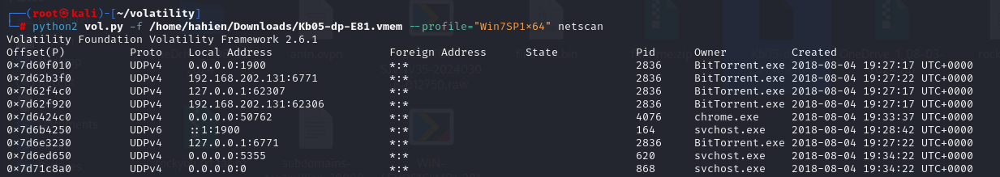 ┌──(root㉿kali)-[~/volatility]
└─# python2 vol.py -f /home/hahien/Downloads/Kb05-dp-E81.vmem --profile="Win7SP1×64" netscan
Volatility Foundation Volatility Framework 2.6.1
Offset(P) Proto Local Address Foreign Address State Pid Owner Created
0×7d60f010 UDPv4 0.0.0.0:1900 *:* 2836 BitTorrent.exe 2018-08-04 19:27:17 UTC+0000
0×7d62b3f0 UDPv4 192.168.202.131:6771 *:* 2836 BitTorrent.exe 2018-08-04 19:27:22 UTC+0000
0×7d62f4c0 UDPv4 127.0.0.1:62307 *:* 2836 BitTorrent.exe 2018-08-04 19:27:17 UTC+0000
0×7d62f920 UDPv4 192.168.202.131:62306 *:* 2836 BitTorrent.exe 2018-08-04 19:27:17 UTC+0000
0×7d6424c0 UDPv4 0.0.0.0:50762 *:* 4076 chrome.exe 2018-08-04 19:33:37 UTC+0000
0×7d6b4250 UDPv6 ::1:1900 *:* 164 svchost.exe 2018-08-04 19:28:42 UTC+0000
0×7d6e3230 UDPv4 127.0.0.1:6771 *:* 2836 BitTorrent.exe 2018-08-04 19:27:22 UTC+0000
0×7d6ed650 UDPv4 0.0.0.0:5355 *:* 620 svchost.exe 2018-08-04 19:34:22 UTC+0000
0×7d71c8a0 UDPv4 0.0.0.0:0 *:* 868 svchost.exe 2018-08-04 19:34:22 UTC+0000